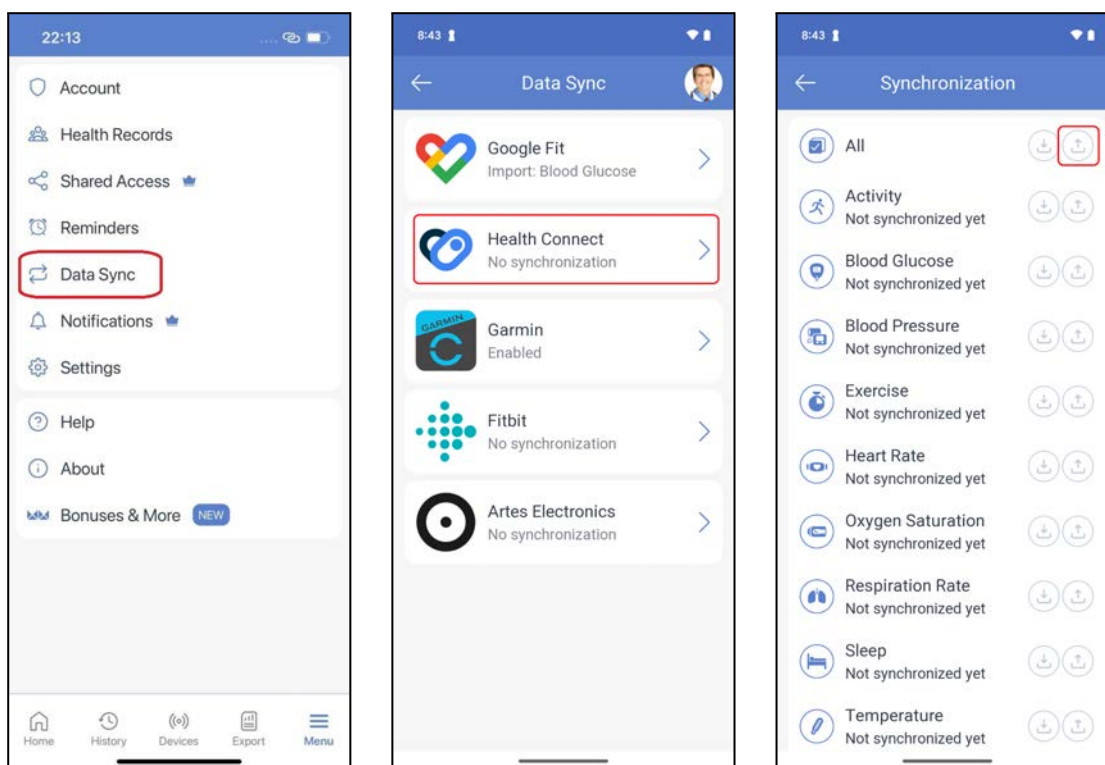 22:13
Account
Health Records
Shared Access
Reminders
Data Sync
Notifications
Settings
Help
About
Bonuses & More NEW
Home History Devices Export Menu
8:43
Data Sync
Google Fit
Import: Blood Glucose
Health Connect
No synchronization
GARMIN
Garmin
Enabled
Fitbit
No synchronization
Artes Electronics
No synchronization
8:43
Synchronization
All
Activity
Not synchronized yet
Blood Glucose
Not synchronized yet
Blood Pressure
Not synchronized yet
Exercise
Not synchronized yet
Heart Rate
Not synchronized yet
Oxygen Saturation
Not synchronized yet
Respiration Rate
Not synchronized yet
Sleep
Not synchronized yet
Temperature
Not synchronized yet